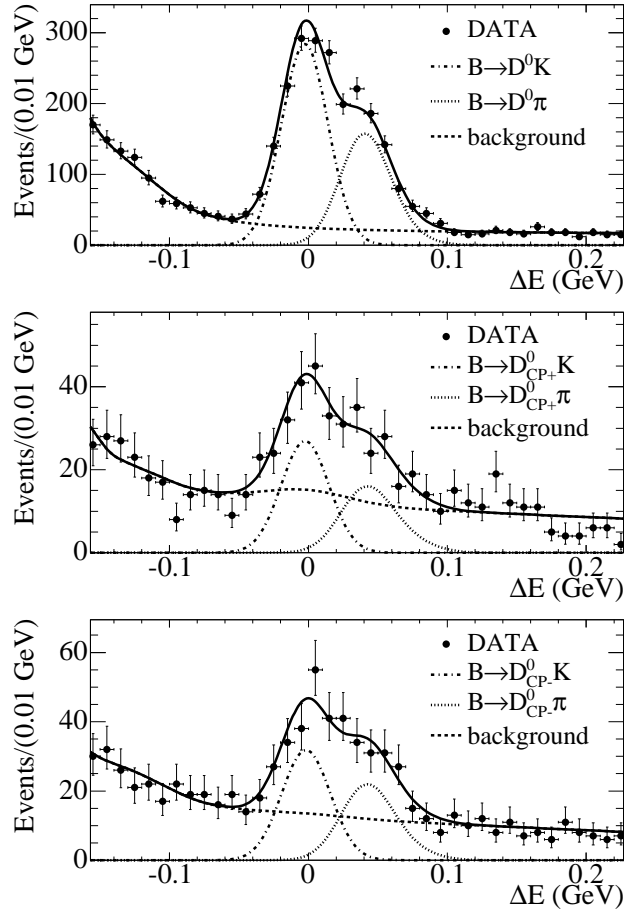 Events/(0.01 GeV)
300
200
100
0
DATA
B→D⁰K
B→D⁰π
background
-0.1 0 0.1 0.2
ΔE (GeV)
Events/(0.01 GeV)
40
20
0
DATA
B→D⁰CP+K
B→D⁰CP+π
background
-0.1 0 0.1 0.2
ΔE (GeV)
Events/(0.01 GeV)
60
40
20
0
DATA
B→D⁰CP-K
B→D⁰CP-π
background
-0.1 0 0.1 0.2
ΔE (GeV)